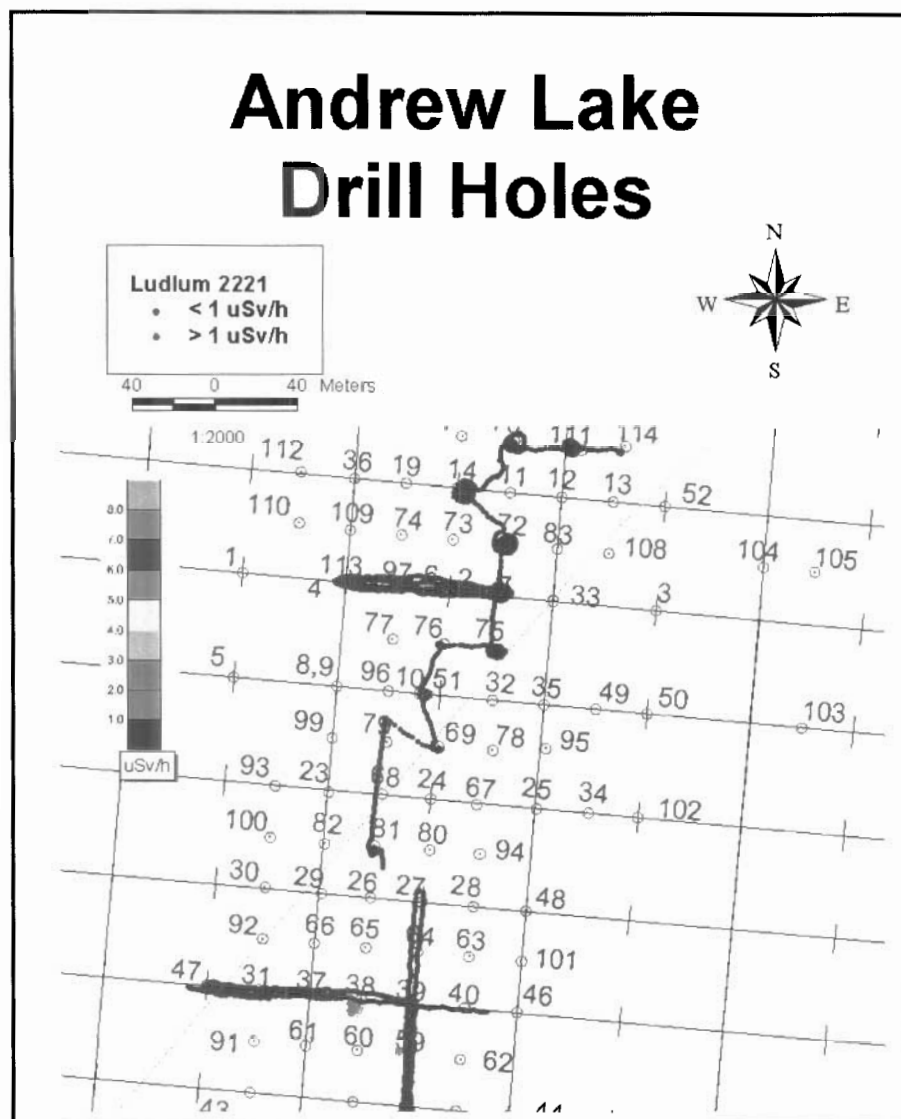 Andrew Lake
Drill Holes
N
W E
S
Ludlum 2221
< 1 uSv/h
> 1 uSv/h
40 0 40 Meters
1:2000
111 114
112 36 19 14 11 12 13 52
110 109 74 73 72 83 108 104 105
1 113 97 6 2 7 33 3
4
77 76 75
5 8,9 96 10 51 32 35 49 50 103
99 69 78 95
93 23 24 67 25 34 102
100 82 81 80 94
30 29 26 27 28 48
92 66 65 63 101
47 31 37 38 39 40 46
91 61 60 59 62
43 44
8.0
7.0
6.0
5.0
4.0
3.0
2.0
1.0
uSv/h